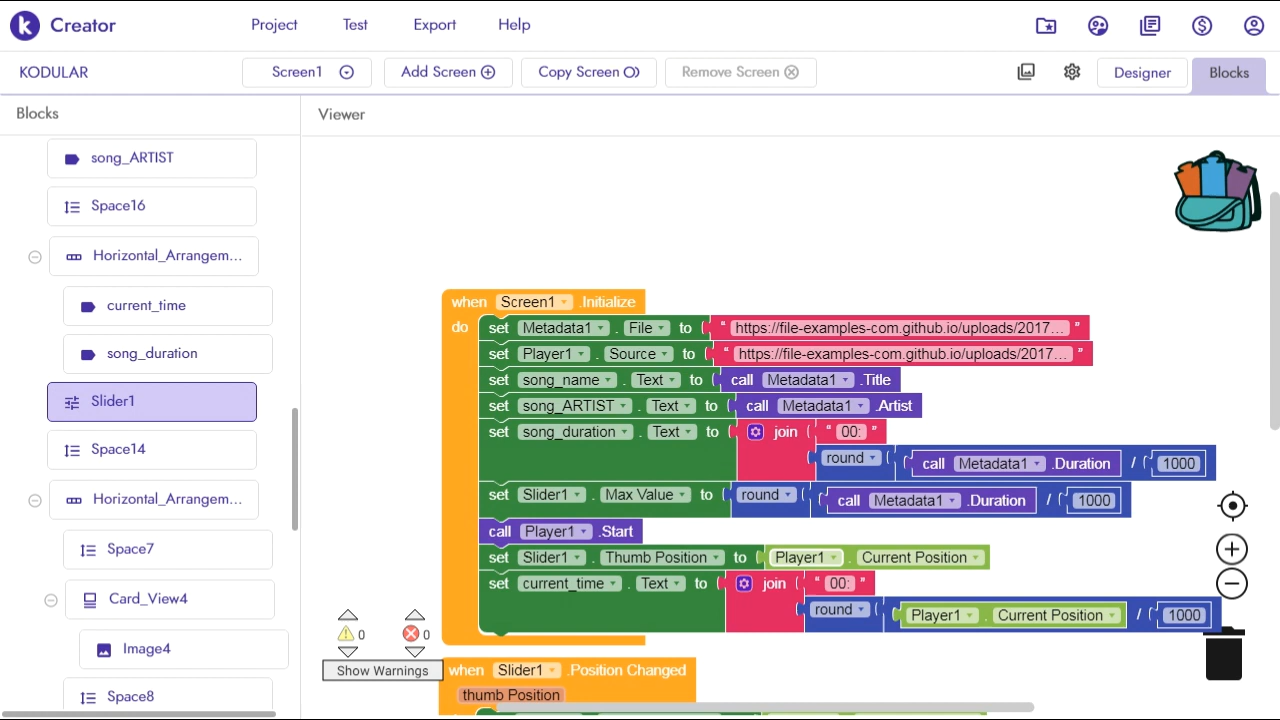 Creator
Project Test Export Help
KODULAR
Screen1 Add Screen Copy Screen Remove Screen Designer Blocks
Blocks
Viewer
song_ARTIST
Space16
Horizontal_Arrangem...
current_time
song_duration
Slider1
Space14
Horizontal_Arrangem...
Space7
Card_View4
Image4
Space8
when Screen1 .Initialize
do set Metadata1 . File to “ https://file-examples-com.github.io/uploads/2017... ”
set Player1 . Source to “ https://file-examples-com.github.io/uploads/2017... ”
set song_name . Text to call Metadata1 .Title
set song_ARTIST . Text to call Metadata1 .Artist
set song_duration . Text to join “ 00: ”
round call Metadata1 .Duration / 1000
set Slider1 . Max Value to round call Metadata1 .Duration / 1000
call Player1 .Start
set Slider1 . Thumb Position to Player1 . Current Position
set current_time . Text to join “ 00: ”
round Player1 . Current Position / 1000
0 0
Show Warnings
when Slider1 .Position Changed
thumb Position